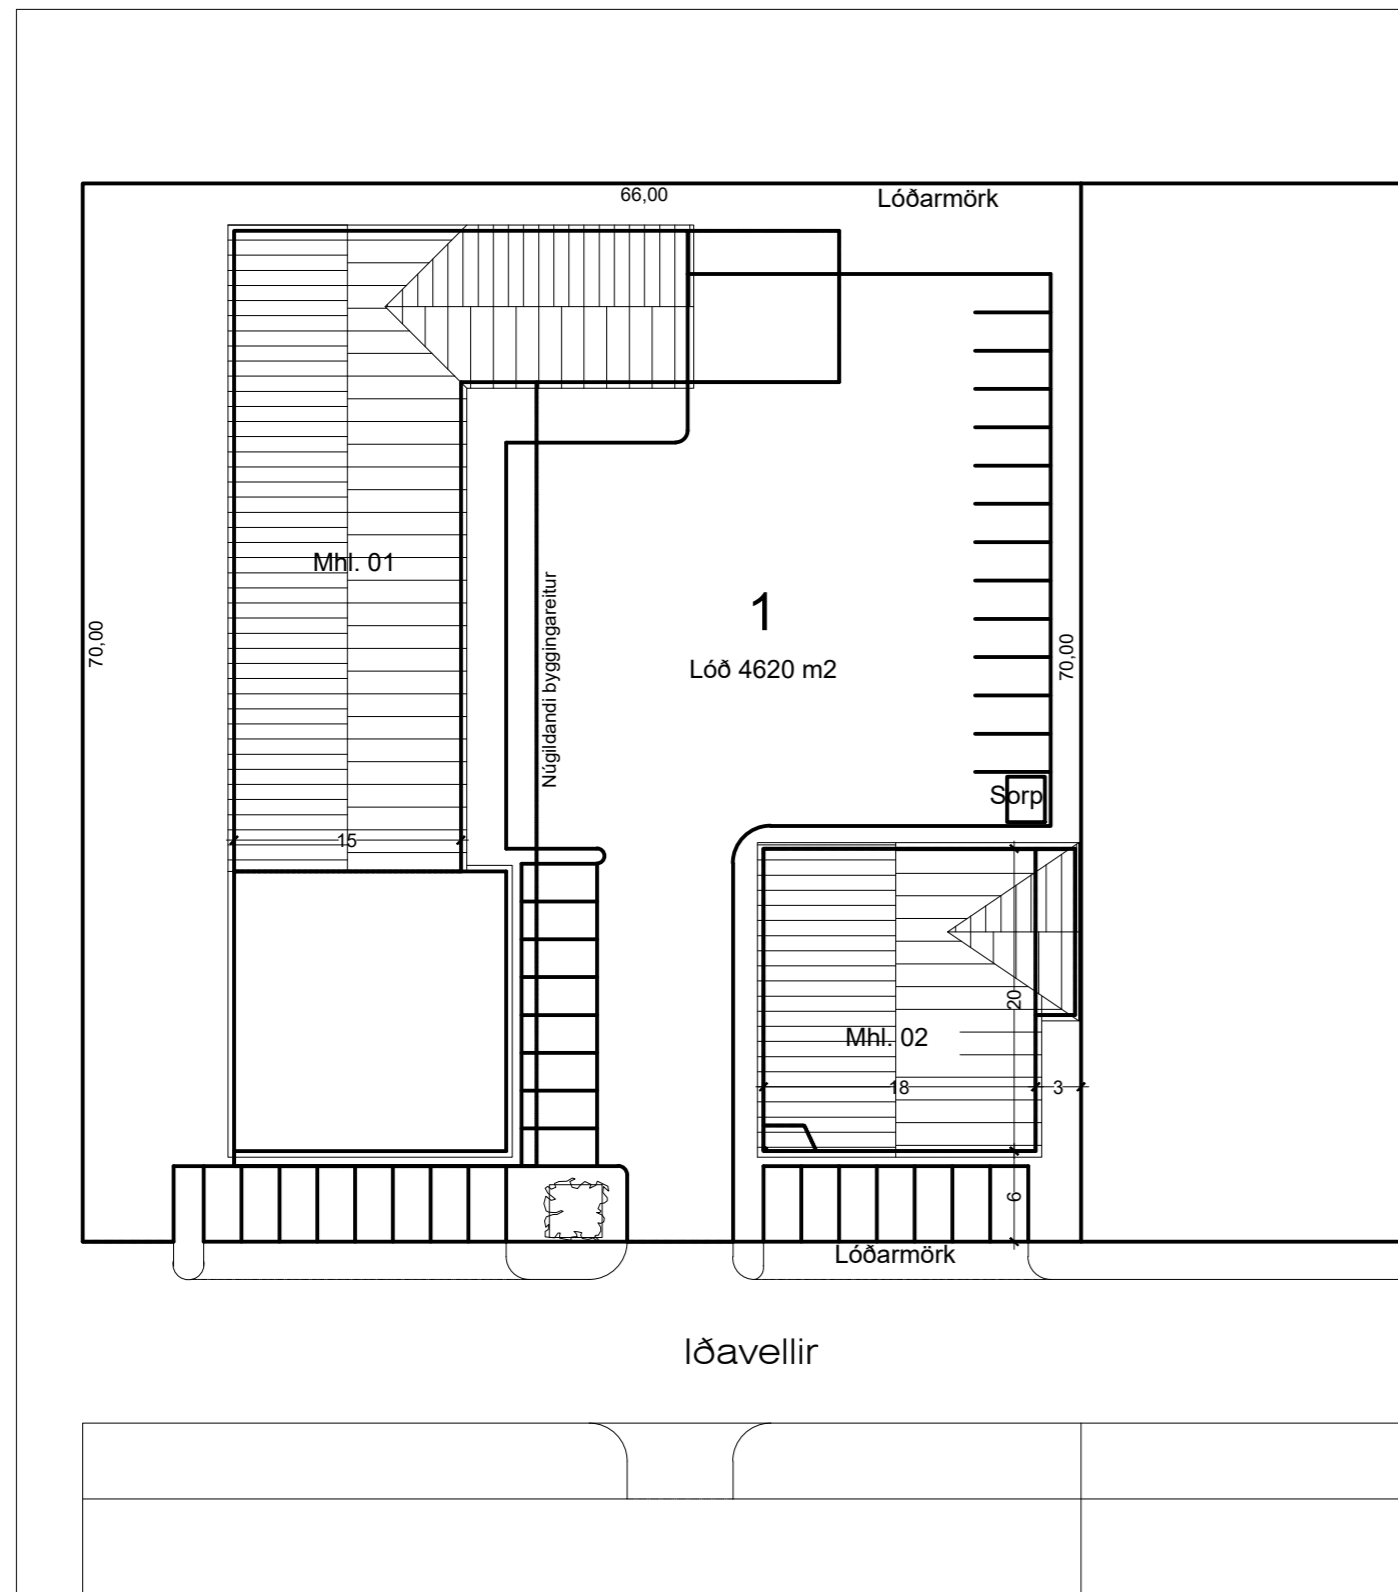 66,00
Lóðarmörk
Mhl. 01
Núgildandi byggingareitur
1
Lóð 4620 m2
70,00
70,00
Sorp
15
20
Mhl. 02
18
3
6
Lóðarmörk
Iðavellir